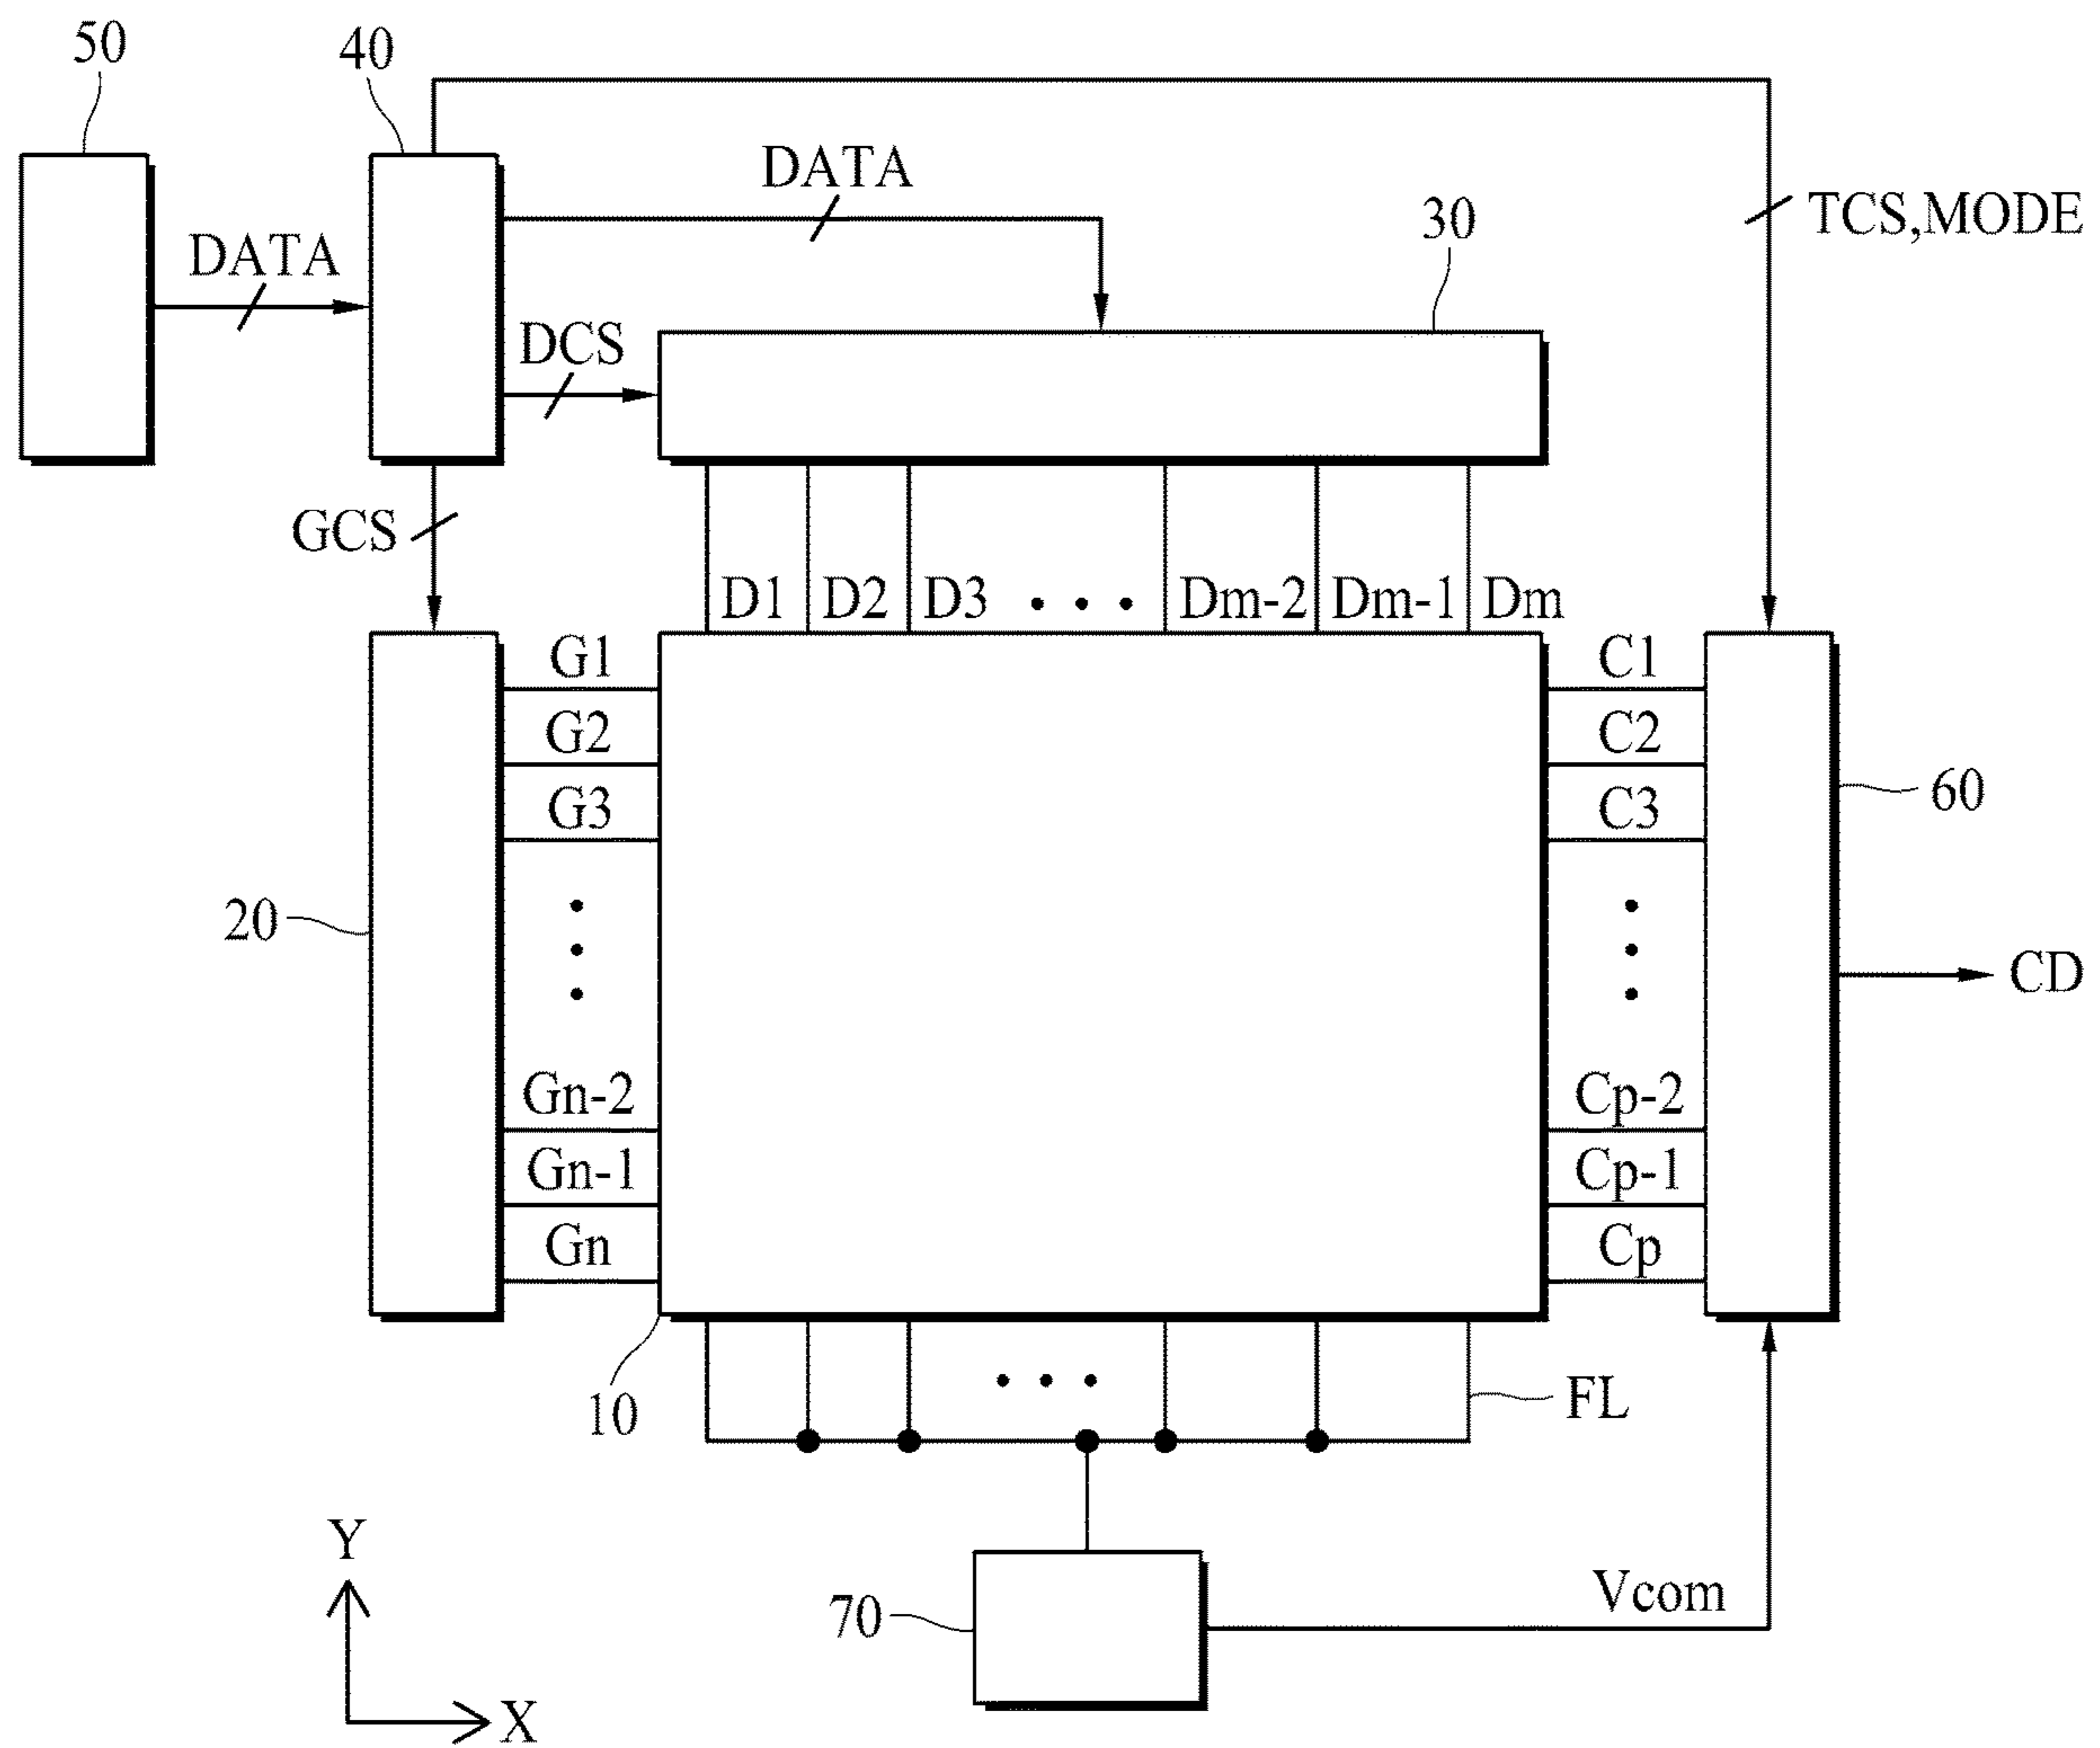 50
40
DATA
TCS,MODE
30
DATA
DCS
GCS
D1 D2 D3 • • • Dm-2 Dm-1 Dm
G1
C1
G2
C2
60
G3
C3
20
CD
Gn-2
Cp-2
Gn-1
Cp-1
Gn
Cp
10
FL
Y
Vcom
70
X